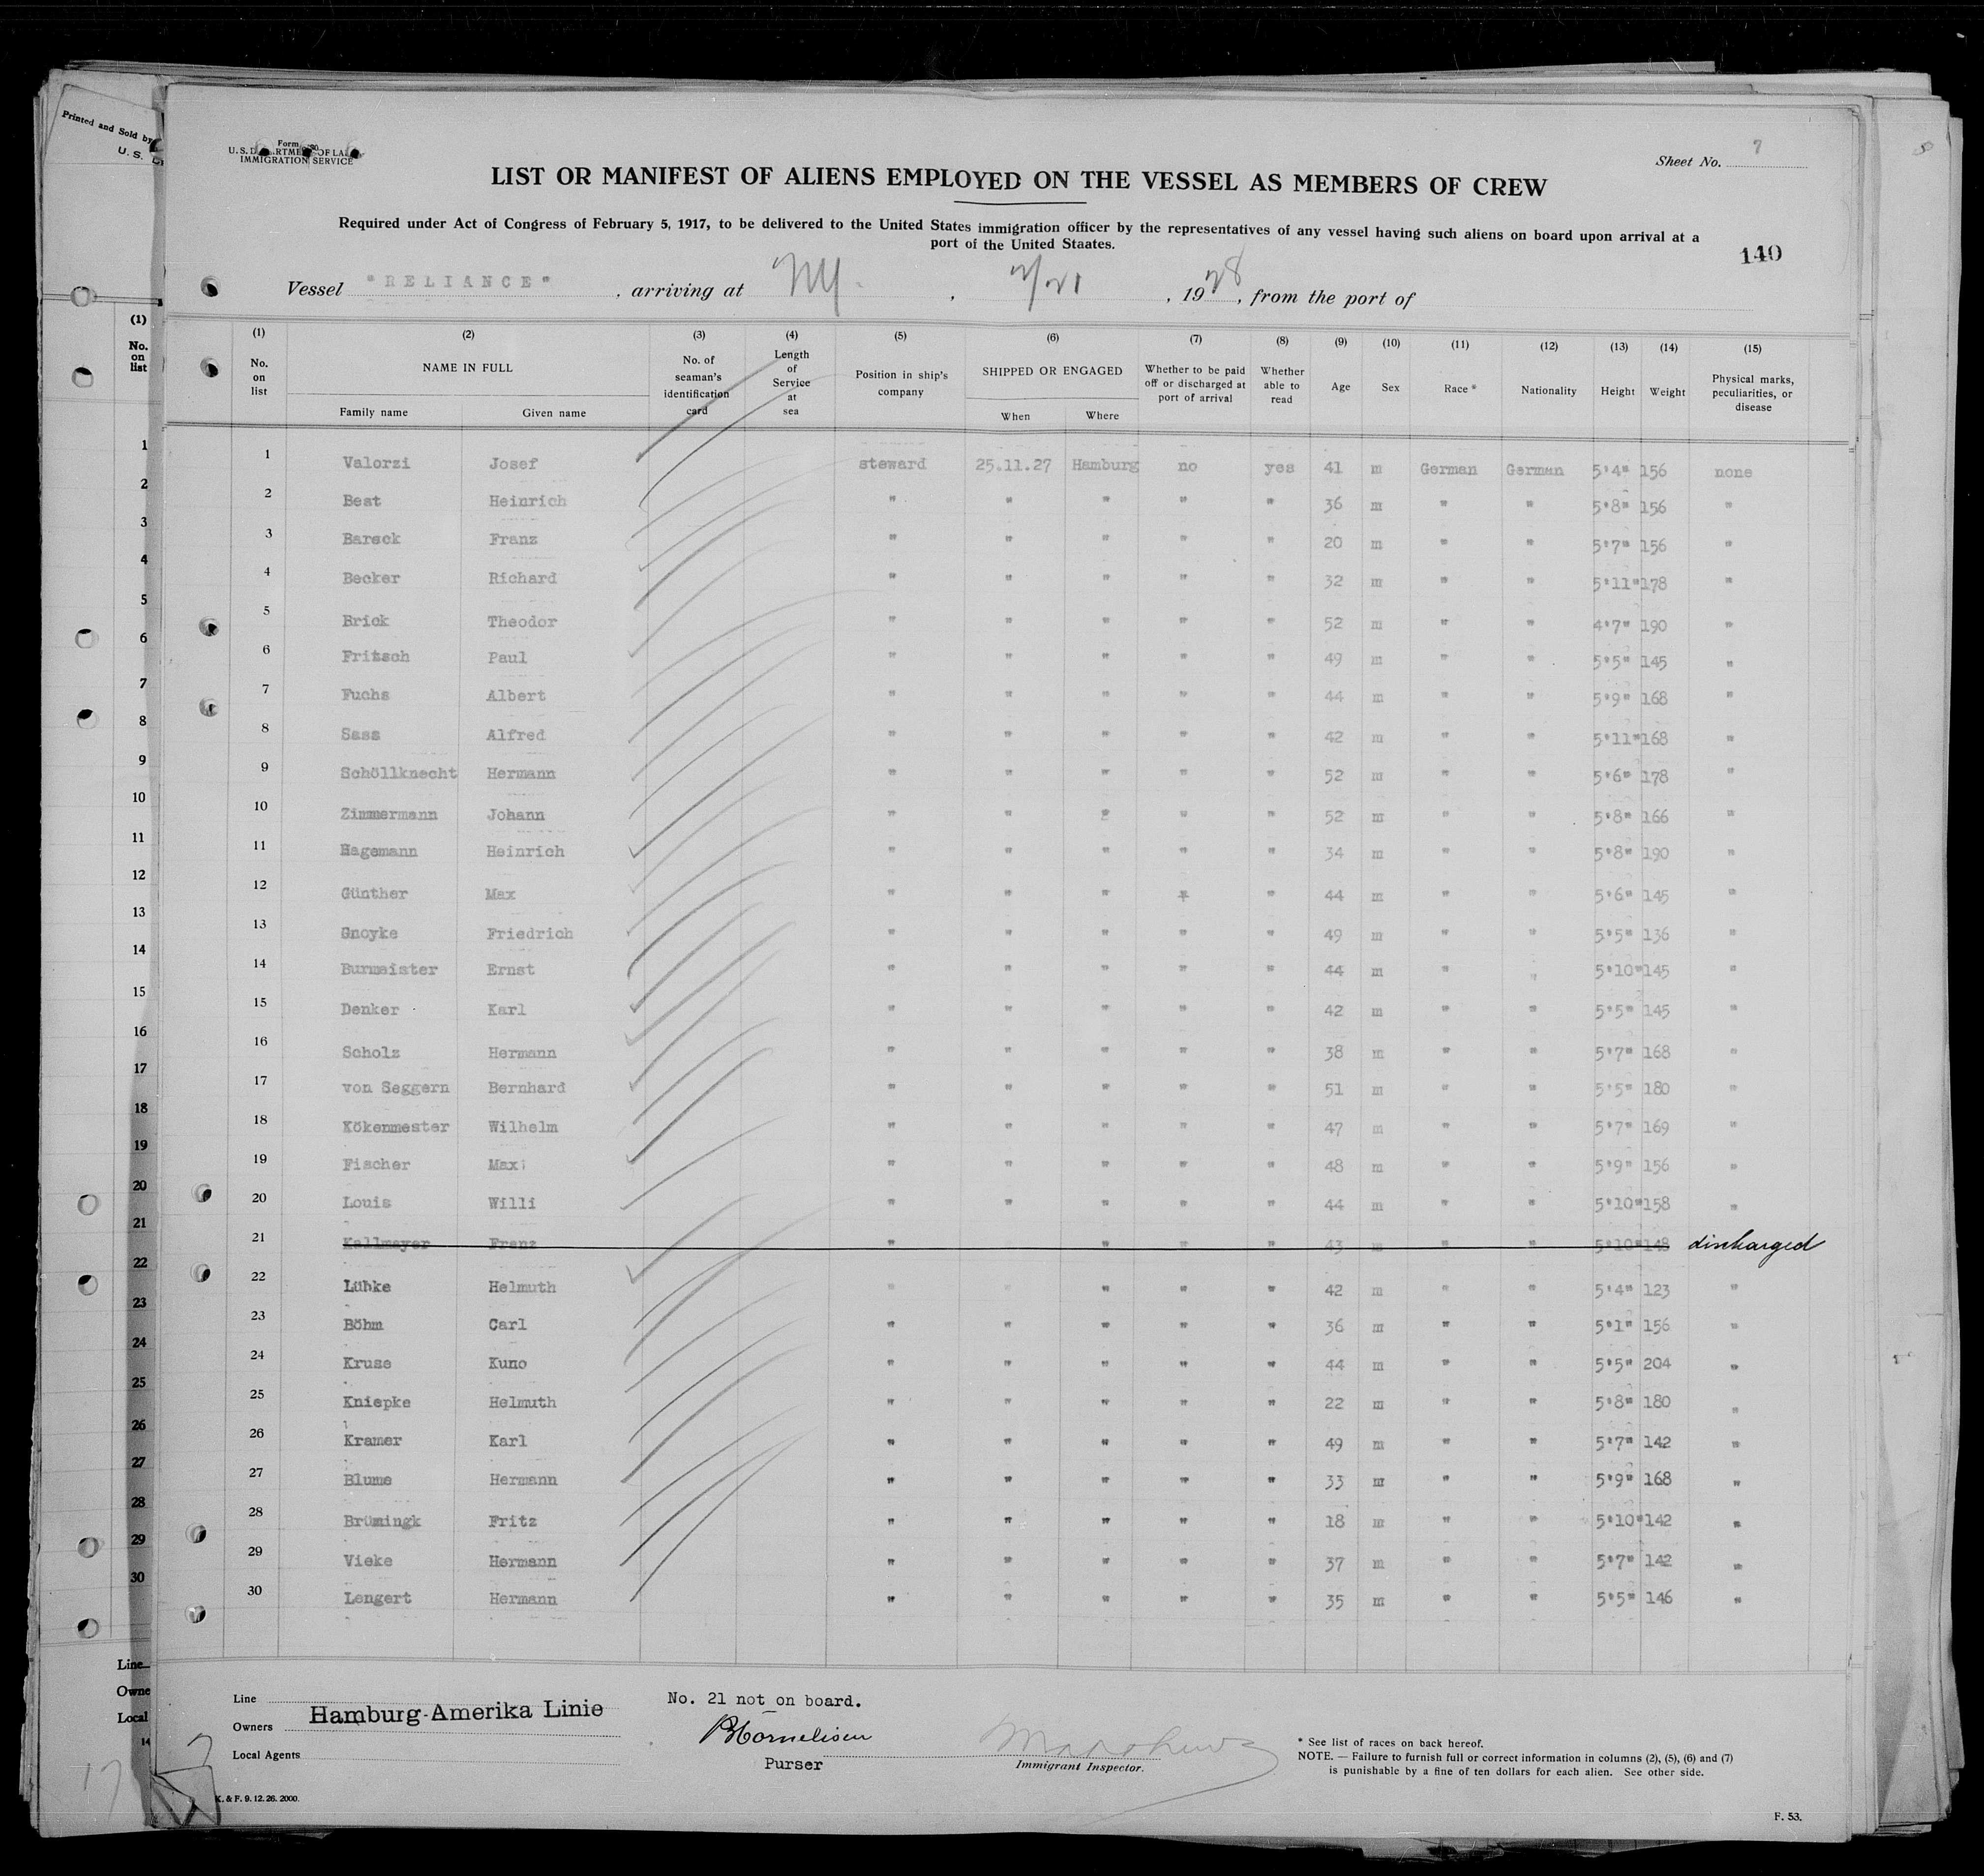 Printed and Sold by
U. S.
Form
U.S. DEPARTMENT OF LA
IMMIGRATION SERVICE
Sheet No. 7
LIST OR MANIFEST OF ALIENS EMPLOYED ON THE VESSEL AS MEMBERS OF CREW
Required under Act of Congress of February 5, 1917, to be delivered to the United States immigration officer by the representatives of any vessel having such aliens on board upon arrival at a
port of the United Staates.
140
Vessel "RELIANCE", arriving at NY. , 2/21, 1928, from the port of
(1) (2) (3) (4) (5) (6) (7) (8) (9) (10) (11) (12) (13) (14) (15)
No. on list NAME IN FULL Family name Given name No. of seaman's identification card Length of Service at sea Position in ship's company SHIPPED OR ENGAGED When Where Whether to be paid off or discharged at port of arrival Whether able to read Age Sex Race * Nationality Height Weight Physical marks, peculiarities, or disease
1 Valorzi Josef steward 25.11.27 Hamburg no yes 41 m German German 5'4" 156 none
2 Best Heinrich " " " " " 36 m " " 5'8" 156 "
3 Barsck Franz " " " " " 20 m " " 5'7" 156 "
4 Becker Richard " " " " " 32 m " " 5'11" 178 "
5 Brick Theodor " " " " " 52 m " " 4'7" 190 "
6 Fritsch Paul " " " " " 49 m " " 5'5" 145 "
7 Fuchs Albert " " " " " 44 m " " 5'9" 168 "
8 Sass Alfred " " " " " 42 m " " 5'11" 168 "
9 Schöllknecht Hermann " " " " " 52 m " " 5'6" 178 "
10 Zimmermann Johann " " " " " 52 m " " 5'8" 166 "
11 Hagemann Heinrich " " " " " 34 m " " 5'8" 190 "
12 Günther Max " " " " " 44 m " " 5'6" 145 "
13 Gnoyke Friedrich " " " " " 49 m " " 5'5" 136 "
14 Burmeister Ernst " " " " " 44 m " " 5'10" 145 "
15 Denker Karl " " " " " 42 m " " 5'5" 145 "
16 Scholz Hermann " " " " " 38 m " " 5'7" 168 "
17 von Seggern Bernhard " " " " " 51 m " " 5'5" 180 "
18 Kökenmester Wilhelm " " " " " 47 m " " 5'7" 169 "
19 Fischer Max " " " " " 48 m " " 5'9" 156 "
20 Louis Willi " " " " " 44 m " " 5'10" 158 "
21 Kallmayer Franz " " " " 43 m " " 5'10" 148 discharged
22 Lübke Helmuth " " " " " 42 m " " 5'4" 123 "
23 Böhm Carl " " " " " 36 m " " 5'1" 156 "
24 Kruse Kuno " " " " " 44 m " " 5'5" 204 "
25 Kniepke Helmuth " " " " " 22 m " " 5'8" 180 "
26 Kramer Karl " " " " " 49 m " " 5'7" 142 "
27 Blume Hermann " " " " " 33 m " " 5'9" 168 "
28 Brümingk Fritz " " " " " 18 m " " 5'10" 142 "
29 Vieke Hermann " " " " " 37 m " " 5'7" 142 "
30 Lengert Hermann " " " " " 35 m " " 5'5" 146 "
Line
Owners Hamburg-Amerika Linie
Local Agents
No. 21 not on board.
Purser
Immigrant Inspector.
* See list of races on back hereof.
NOTE. — Failure to furnish full or correct information in columns (2), (5), (6) and (7)
is punishable by a fine of ten dollars for each alien. See other side.
K. & F. 9. 12. 26. 2000.
F. 53.